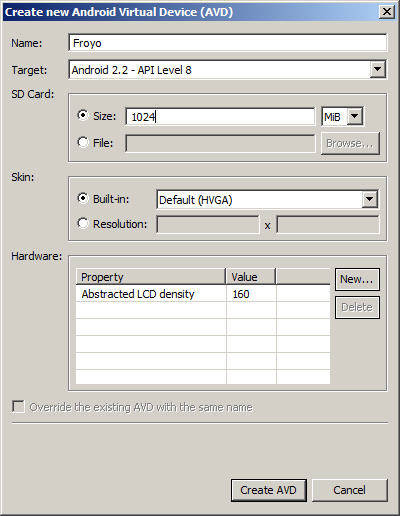 Create new Android Virtual Device (AVD)
Name: Froyo
Target: Android 2.2 - API Level 8
SD Card:
Size: 1024 MiB
File: Browse...
Skin:
Built-in: Default (HVGA)
Resolution: x
Hardware:
Property Value New...
Abstracted LCD density 160
Delete
Override the existing AVD with the same name
Create AVD Cancel